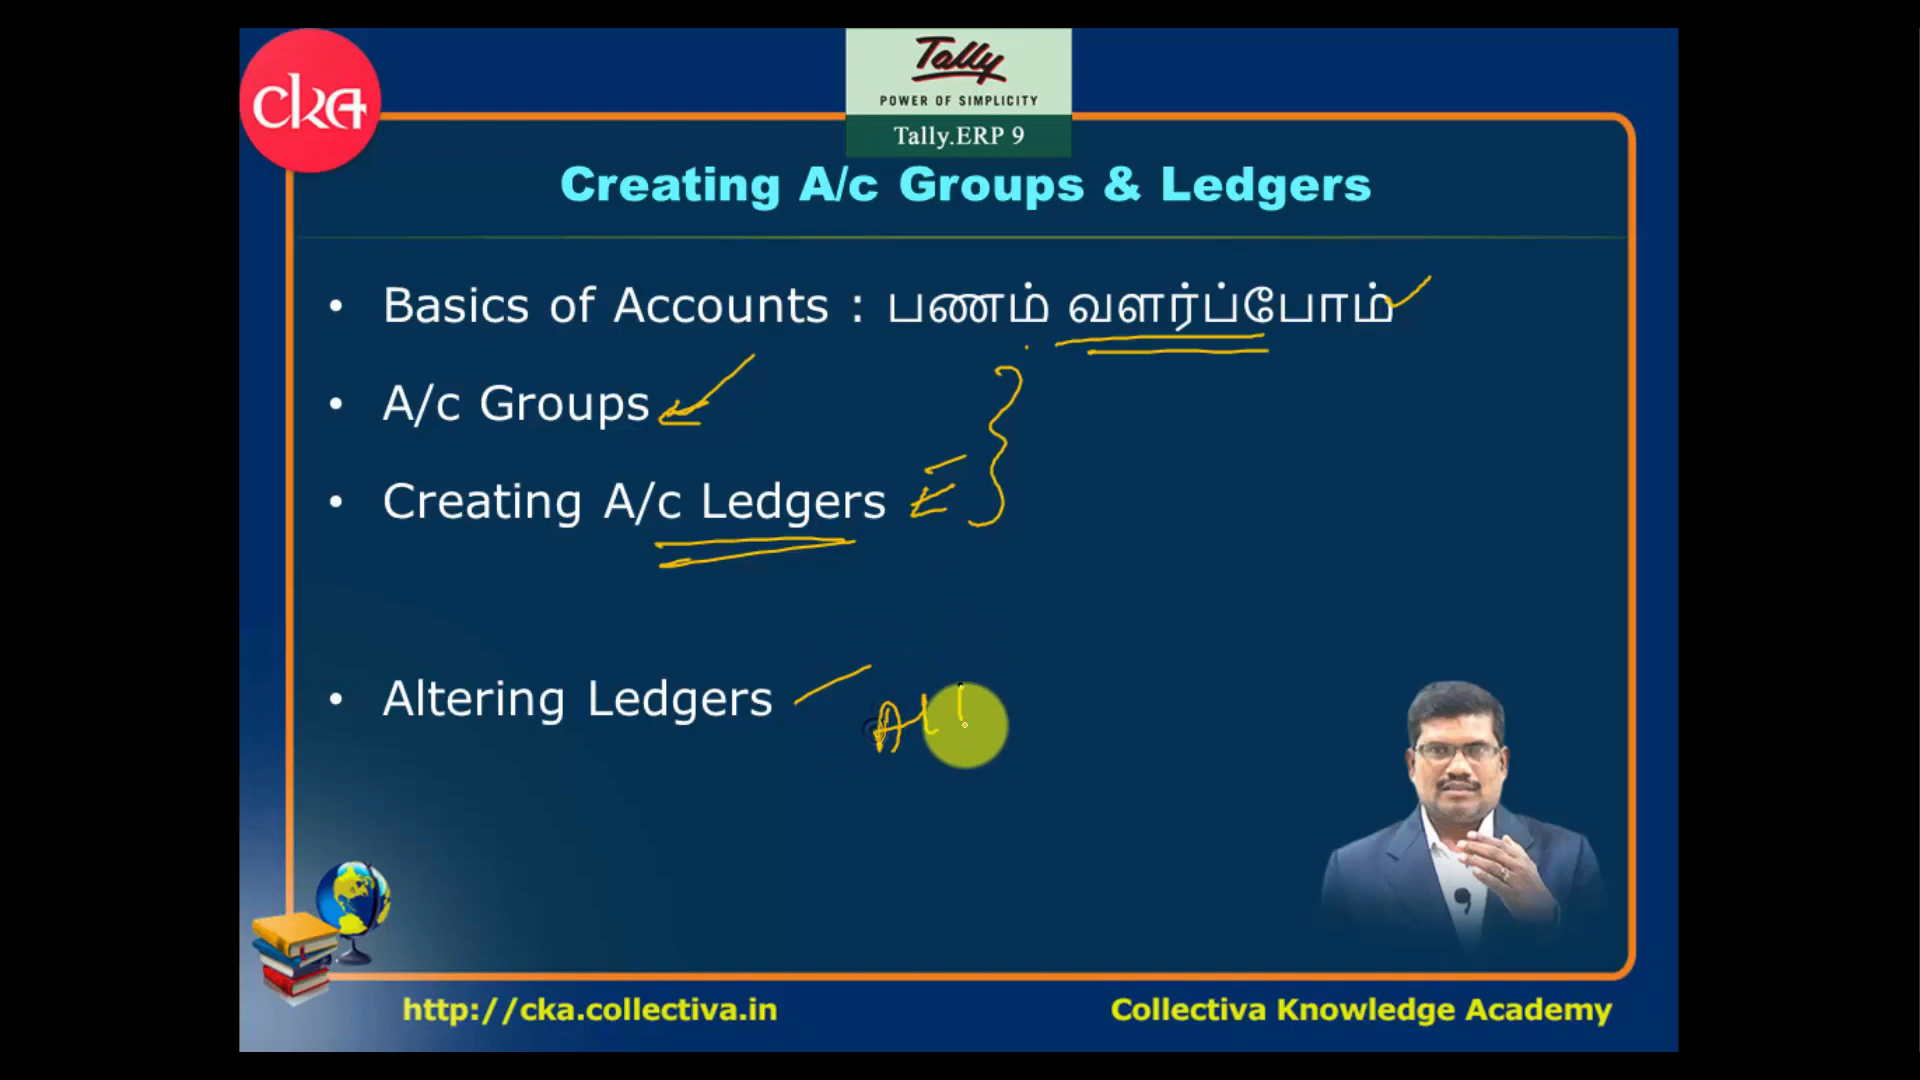 cka
Tally
POWER OF SIMPLICITY
Tally.ERP 9
Creating A/c Groups & Ledgers
• Basics of Accounts : பணம் வளர்ப்போம்
• A/c Groups
• Creating A/c Ledgers
• Altering Ledgers
http://cka.collectiva.in
Collectiva Knowledge Academy